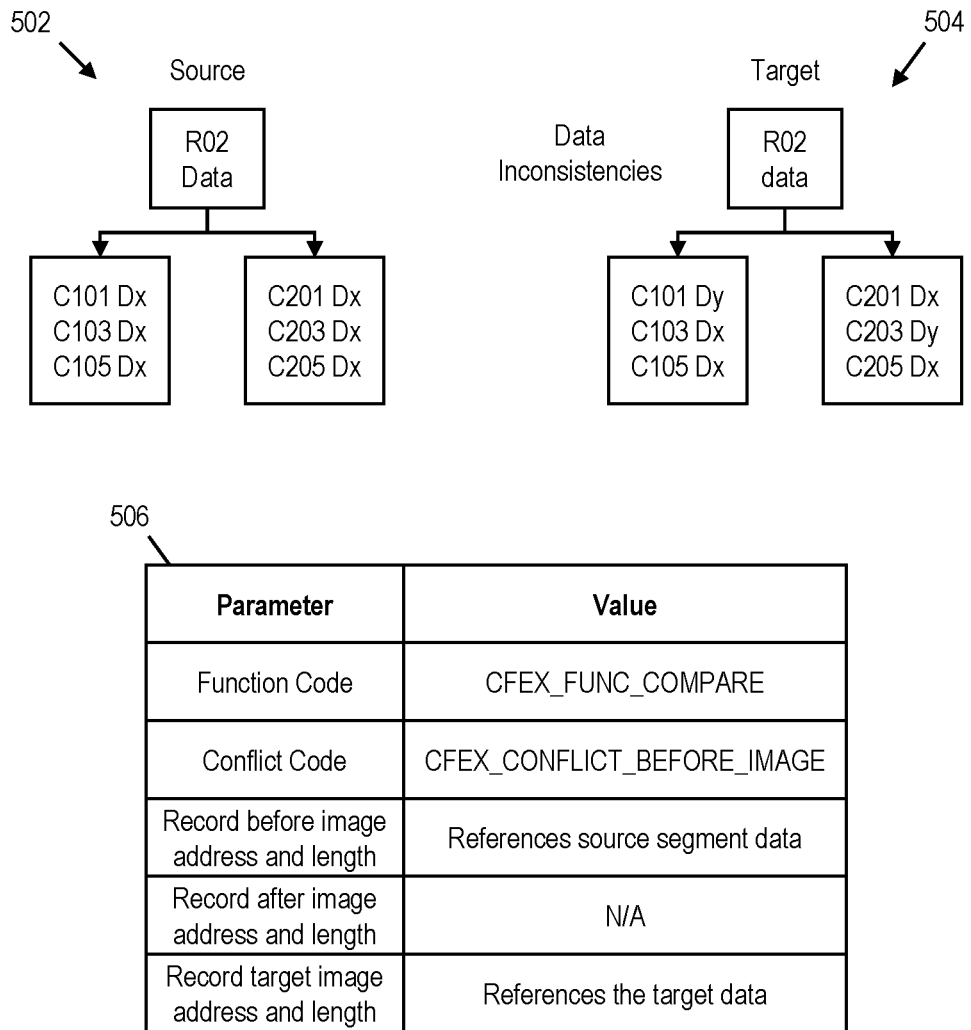 502
504
Source
Target
R02
Data
Data
Inconsistencies
R02
data
C101 Dx
C103 Dx
C105 Dx
C201 Dx
C203 Dx
C205 Dx
C101 Dy
C103 Dx
C105 Dx
C201 Dx
C203 Dy
C205 Dx
506
Parameter
Value
Function Code
CFEX_FUNC_COMPARE
Conflict Code
CFEX_CONFLICT_BEFORE_IMAGE
Record before image
address and length
References source segment data
Record after image
address and length
N/A
Record target image
address and length
References the target data